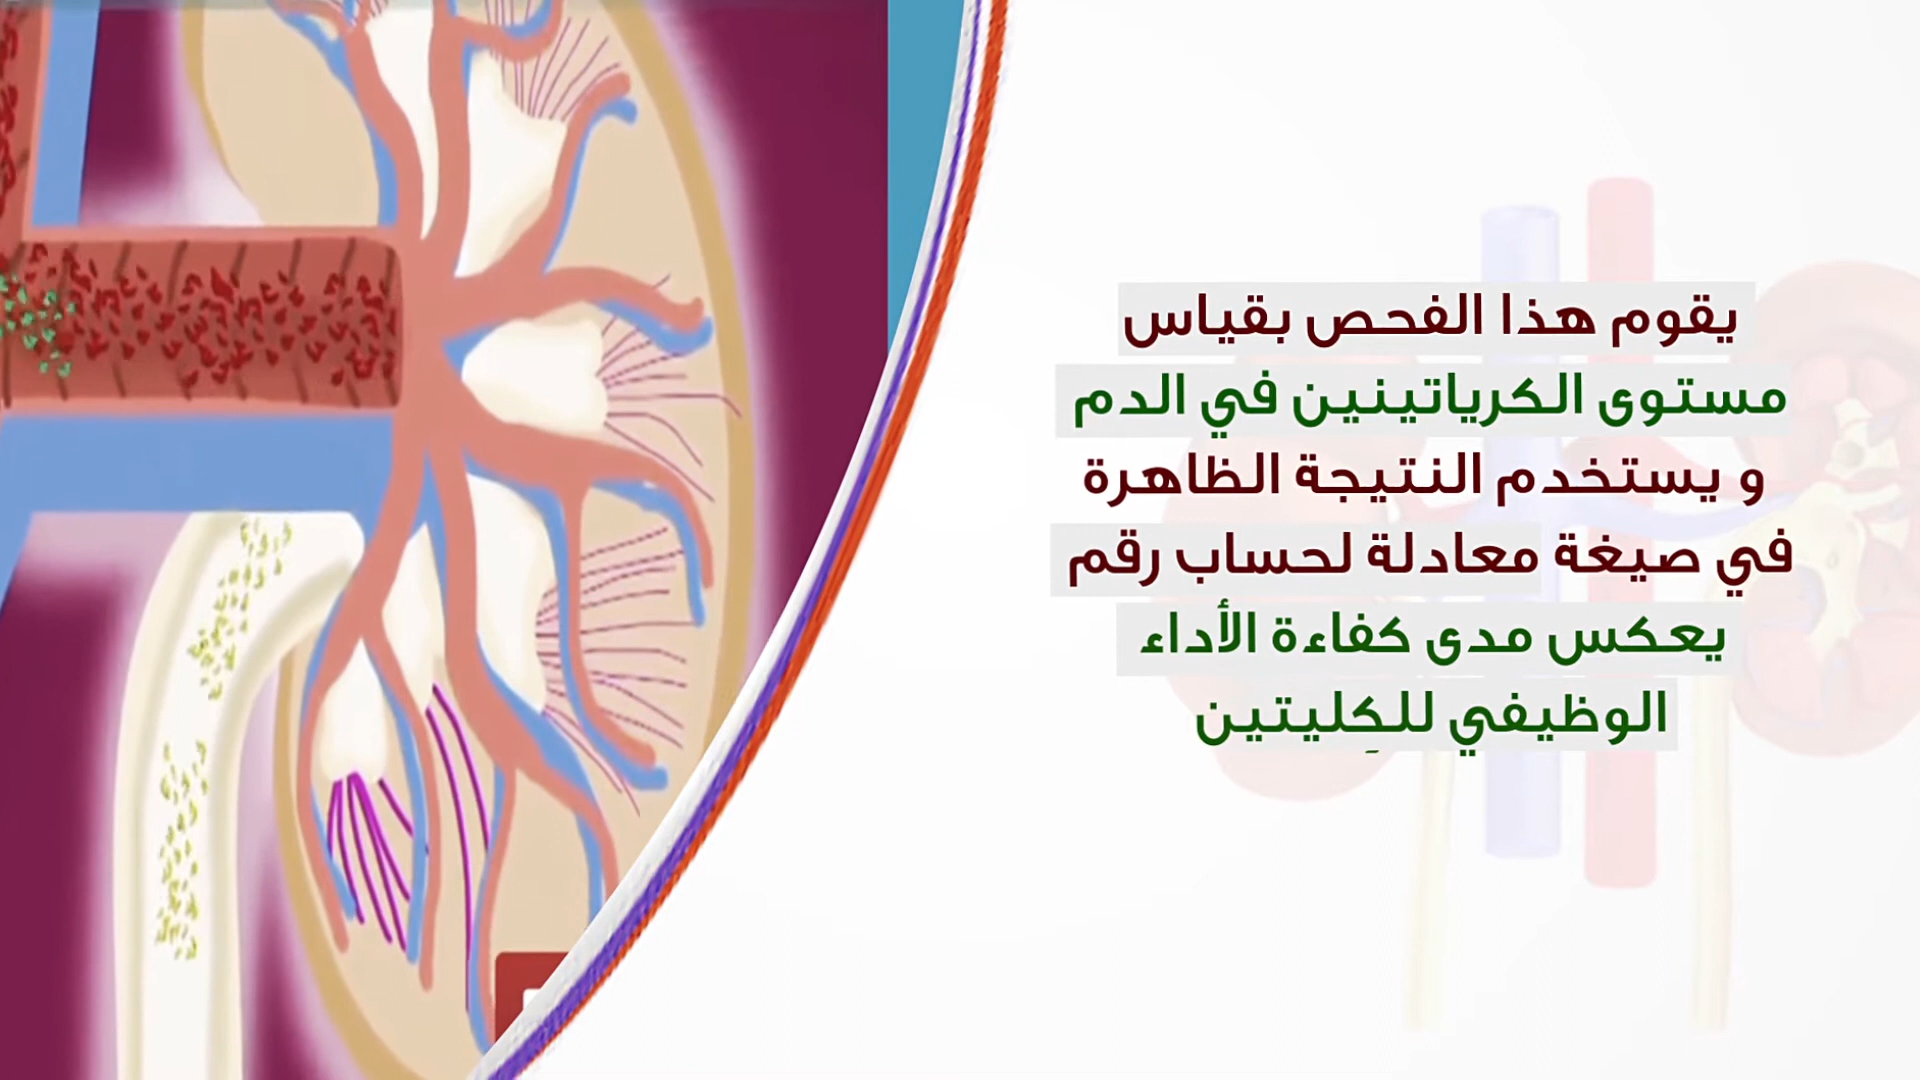 يقوم هذا الفحص بقياس
مستوى الكرياتينين في الدم
و يستخدم النتيجة الظاهرة
في صيغة معادلة لحساب رقم
يعكس مدى كفاءة الأداء
الوظيفي للكِليتين